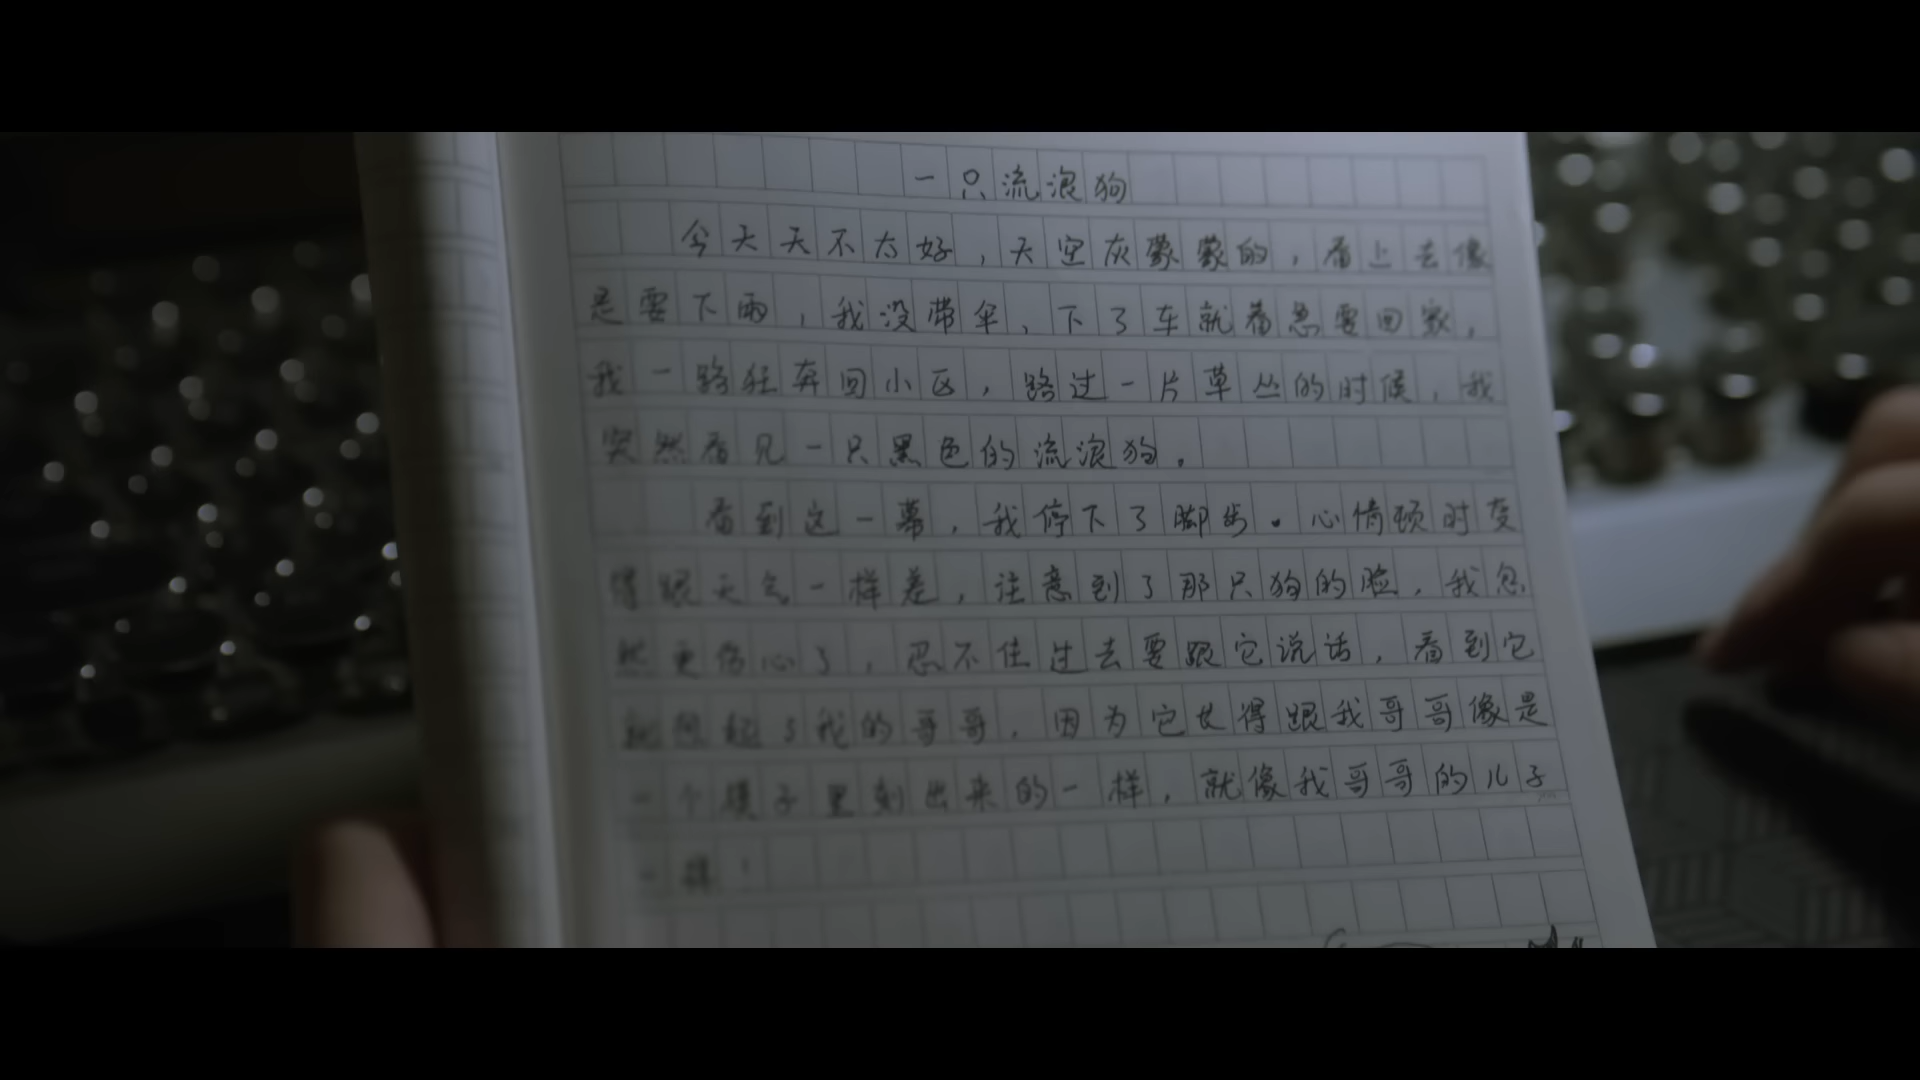 一只流浪狗
今天天不太好，天空灰蒙蒙的，看上去像
是要下雨，我没带伞，下了车就着急要回家，
我一路狂奔回小区，路过一片草丛的时候，我
突然看见一只黑色的流浪狗。
看到这一幕，我停下了脚步。心情顿时变
得跟天气一样差，注意到了那只狗的脸，我忽
然更伤心了，忍不住过去要跟它说话，看到它
就想起了我的哥哥，因为它长得跟我哥哥像是
一个模子里刻出来的一样，就像我哥哥的儿子
一样！